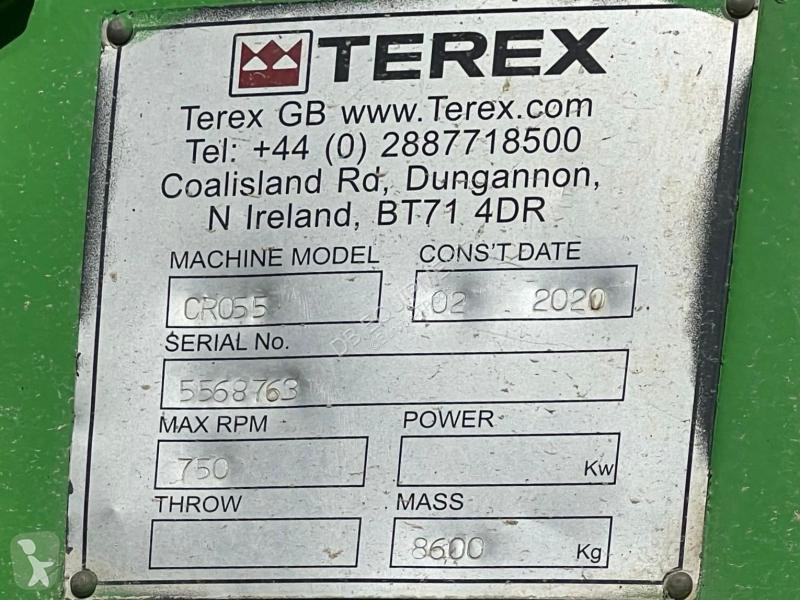 TEREX
Terex GB www.Terex.com
Tel: +44 (0) 2887718500
Coalisland Rd, Dungannon,
N Ireland, BT71 4DR
MACHINE MODEL CONS'T DATE
CR055 02 2020
SERIAL No.
5568763
MAX RPM POWER
750 Kw
THROW MASS
8600 Kg